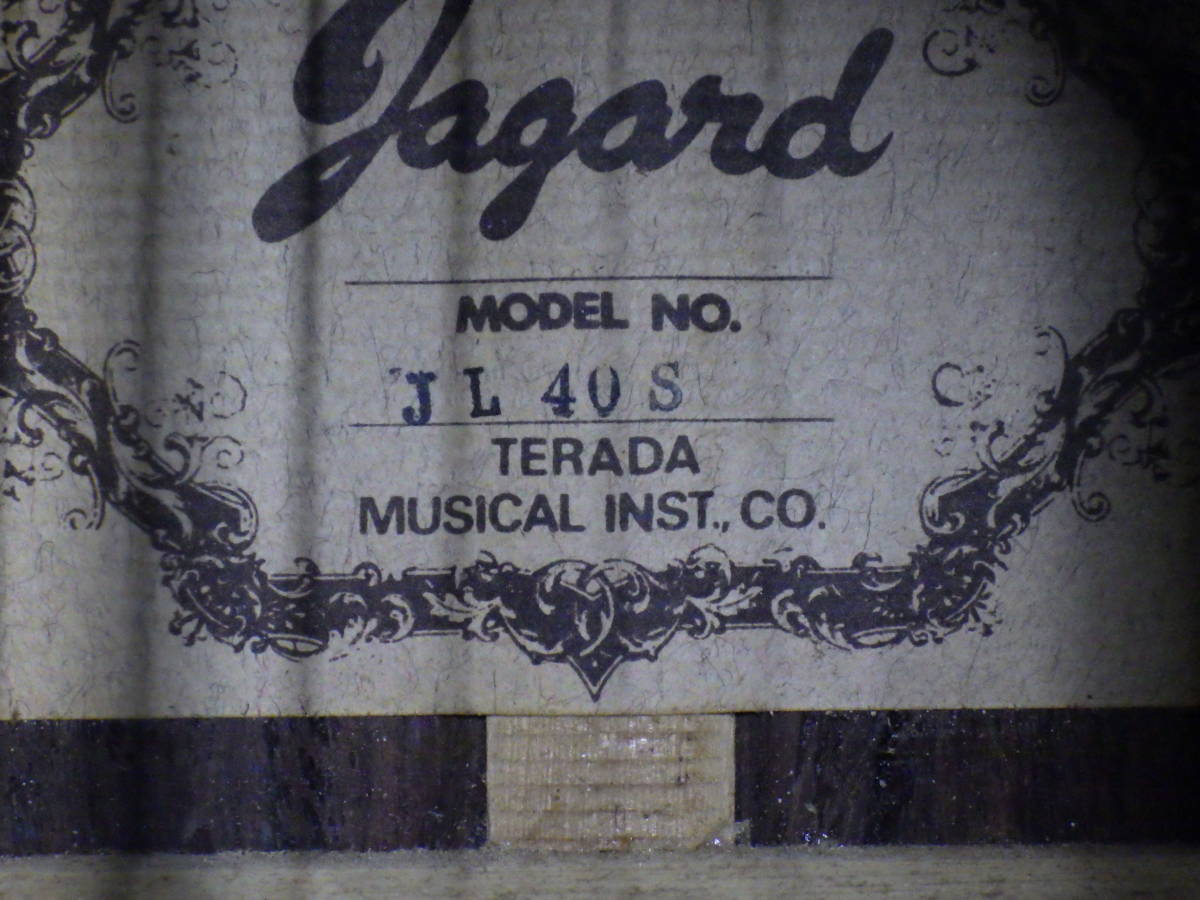 Jagard
MODEL NO.
JL 40S
TERADA
MUSICAL INST., CO.